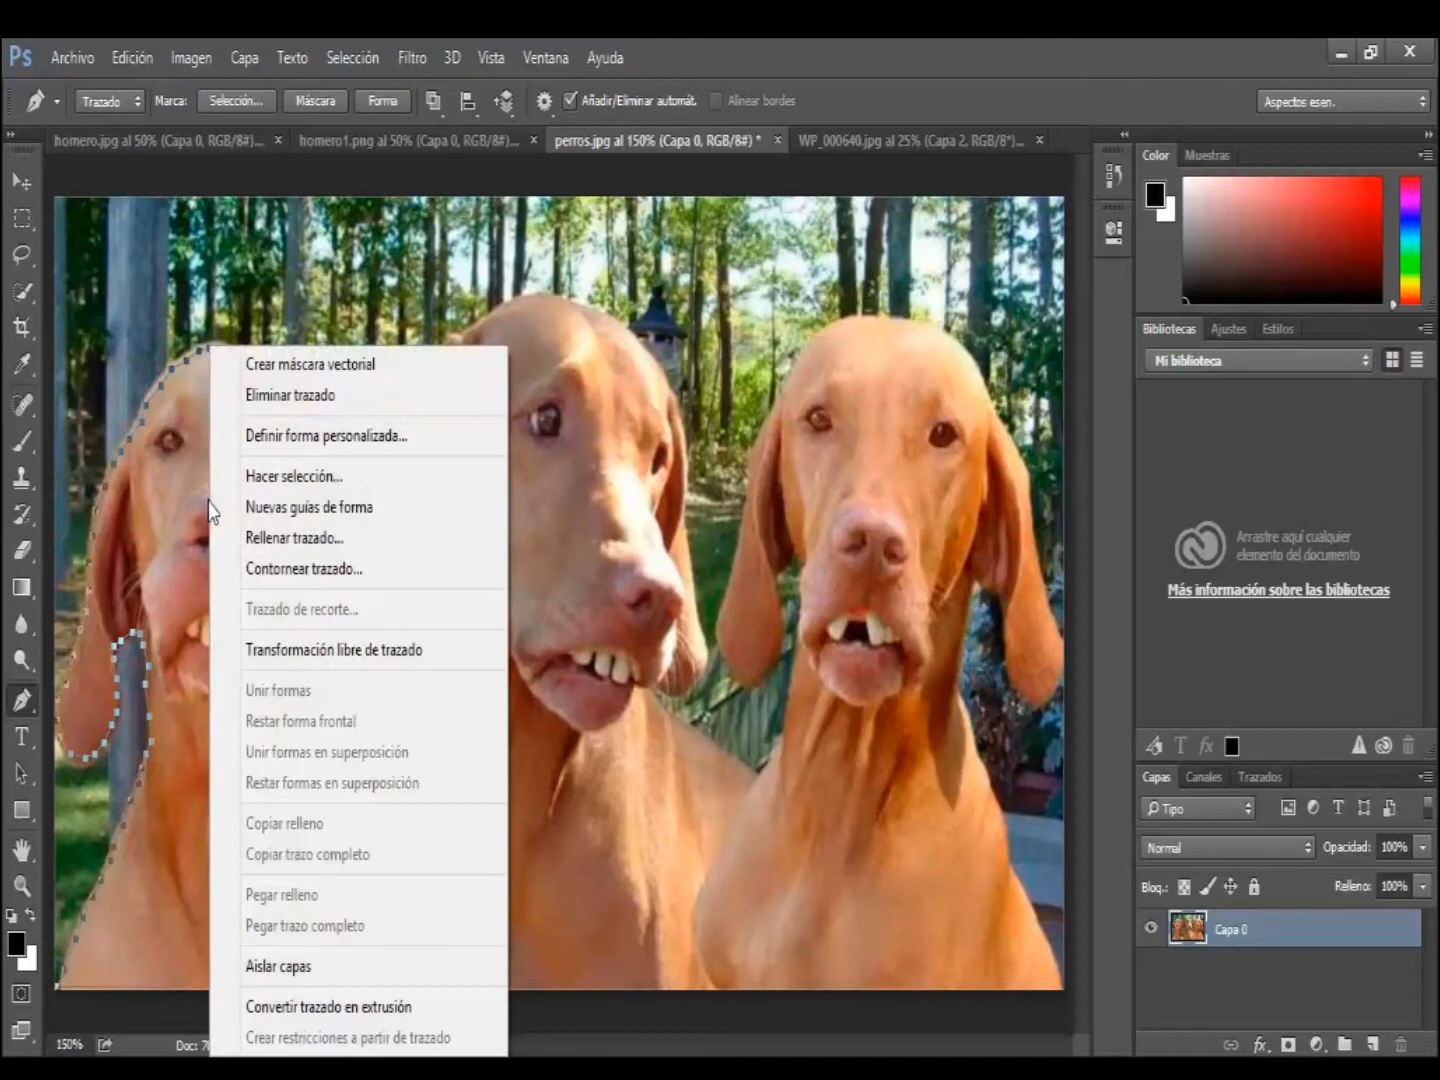 Ps Archivo Edición Imagen Capa Texto Selección Filtro 3D Vista Ventana Ayuda
Trazado Marca: Selección... Máscara Forma Añadir/Eliminar automát. Alinear bordes Aspectos esen.
homero.jpg al 50% (Capa 0, RGB/8#)... homero1.png al 50% (Capa 0, RGB/8#)... perros.jpg al 150% (Capa 0, RGB/8#) * WP_000640.jpg al 25% (Capa 2, RGB/8*)...
Color Muestras
Bibliotecas Ajustes Estilos
Mi biblioteca
Arrastre aquí cualquier
elemento del documento
Más información sobre las bibliotecas
Crear máscara vectorial
Eliminar trazado
Definir forma personalizada...
Hacer selección...
Nuevas guías de forma
Rellenar trazado...
Contornear trazado...
Trazado de recorte...
Transformación libre de trazado
Unir formas
Restar forma frontal
Unir formas en superposición
Restar formas en superposición
Copiar relleno
Copiar trazo completo
Pegar relleno
Pegar trazo completo
Aislar capas
Convertir trazado en extrusión
Crear restricciones a partir de trazado
Capas Canales Trazados
Tipo
Normal Opacidad: 100%
Bloq.: Relleno: 100%
Capa 0
150% Doc: